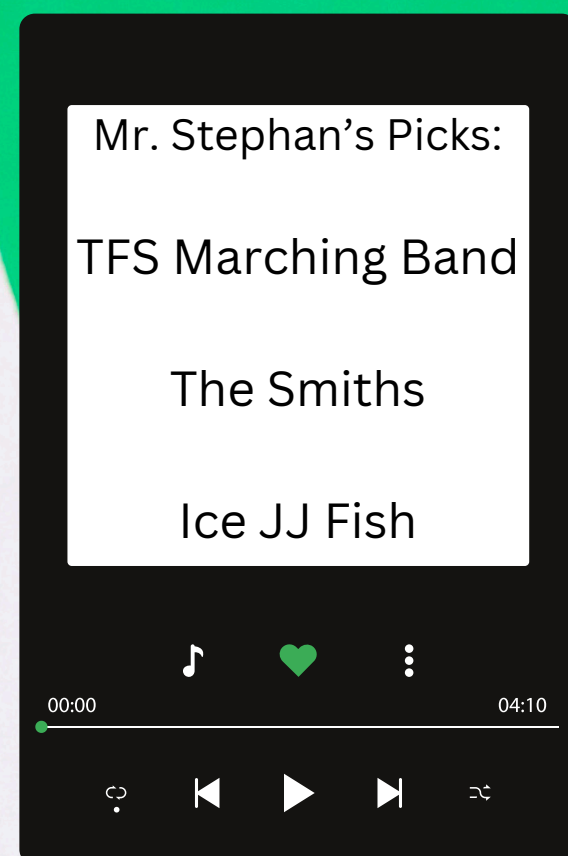 Mr. Stephan’s Picks:
TFS Marching Band
The Smiths
Ice JJ Fish
00:00 04:10